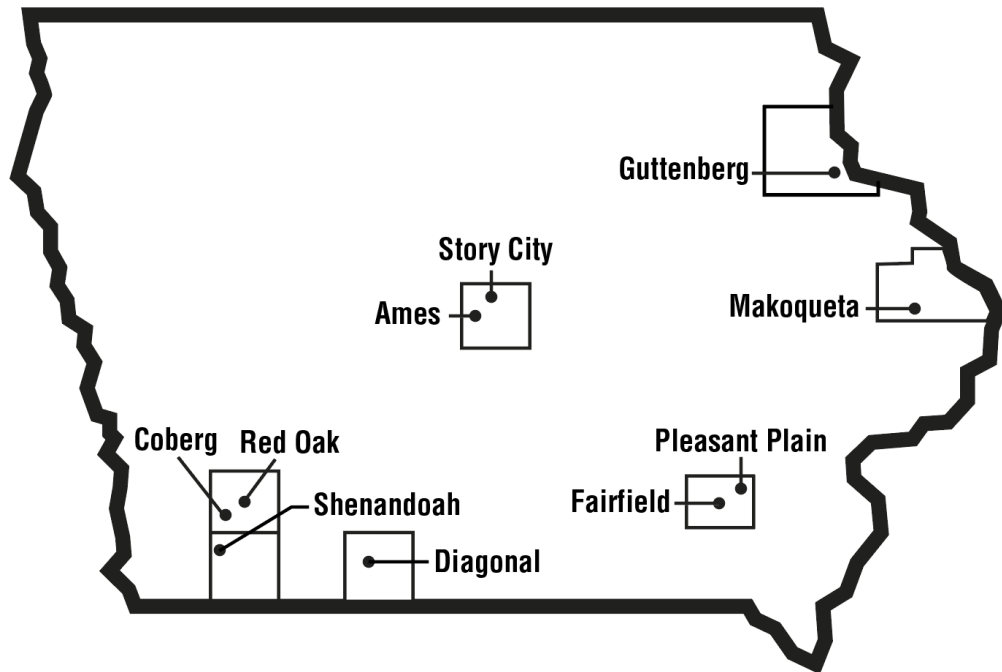 Guttenberg
Story City
Ames
Makoqueta
Coberg
Red Oak
Pleasant Plain
Shenandoah
Fairfield
Diagonal